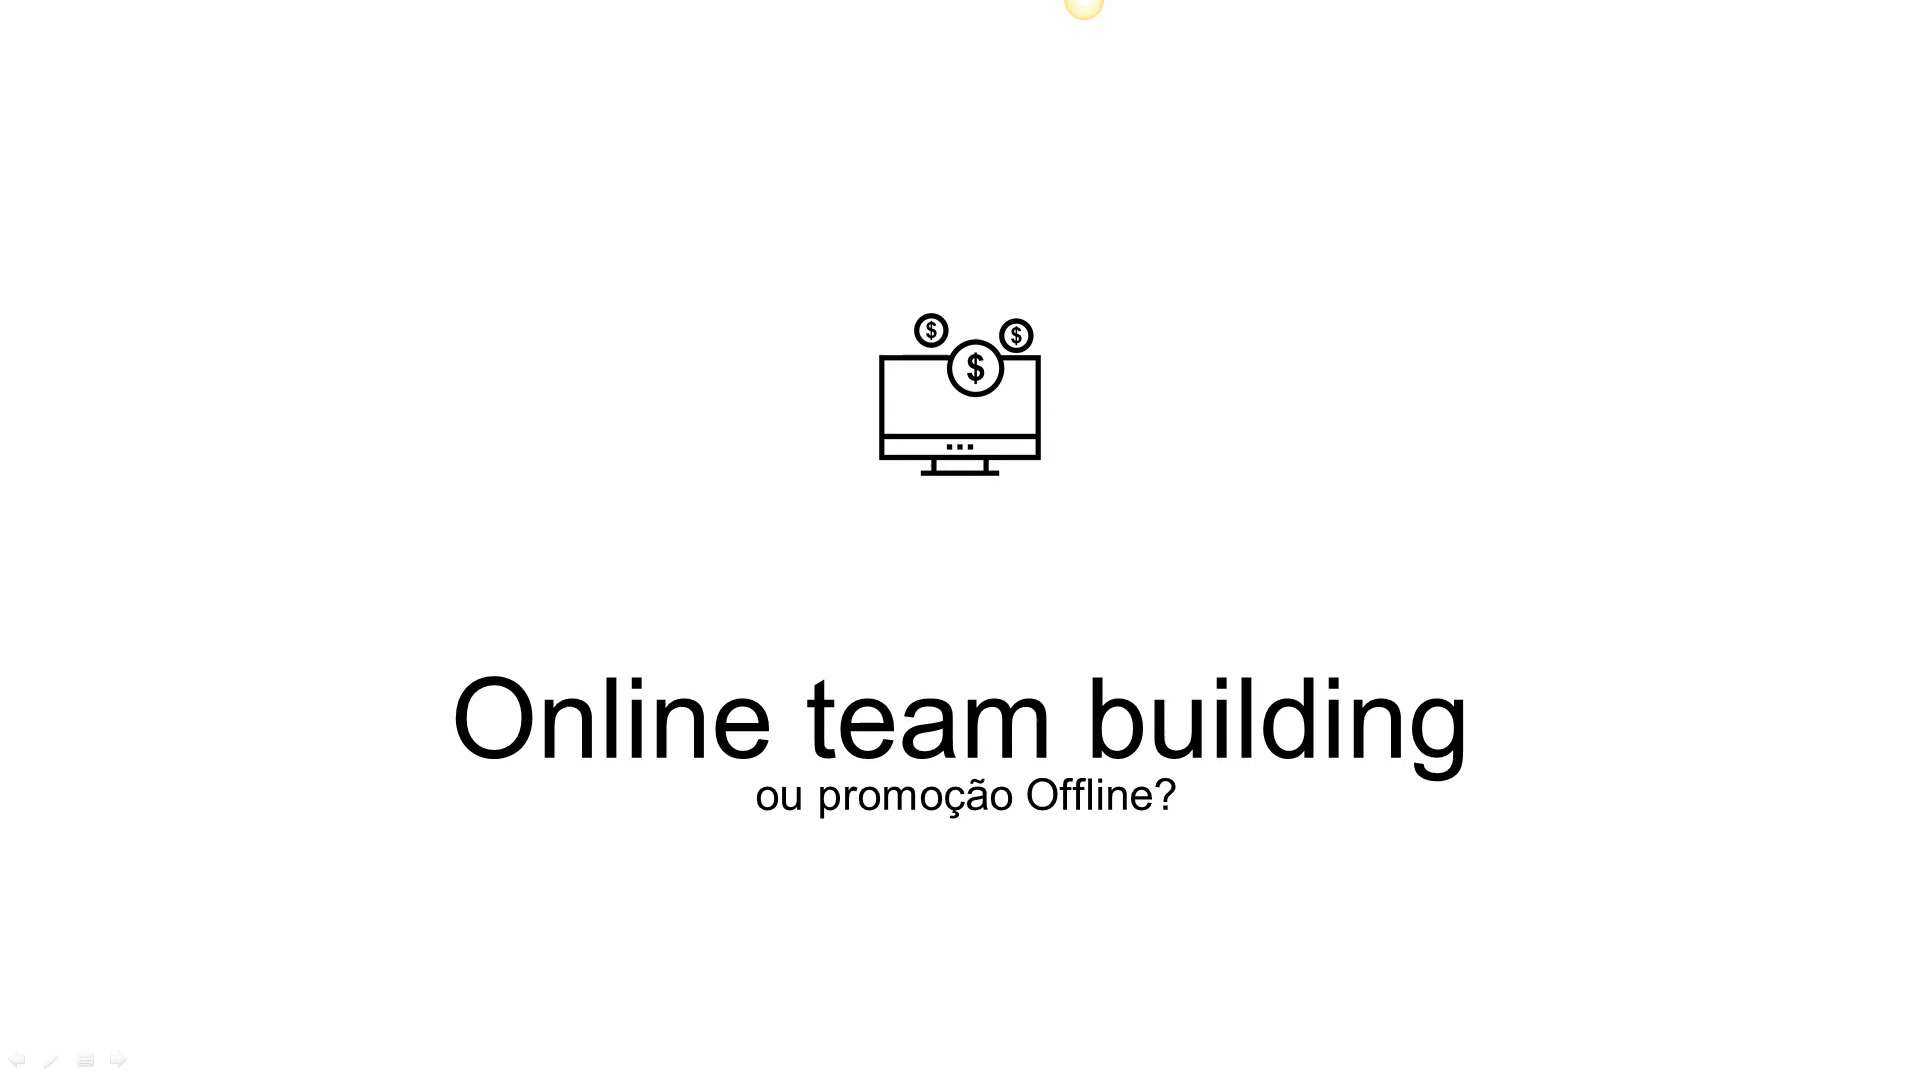 $ $
$
Online team building
ou promoção Offline?